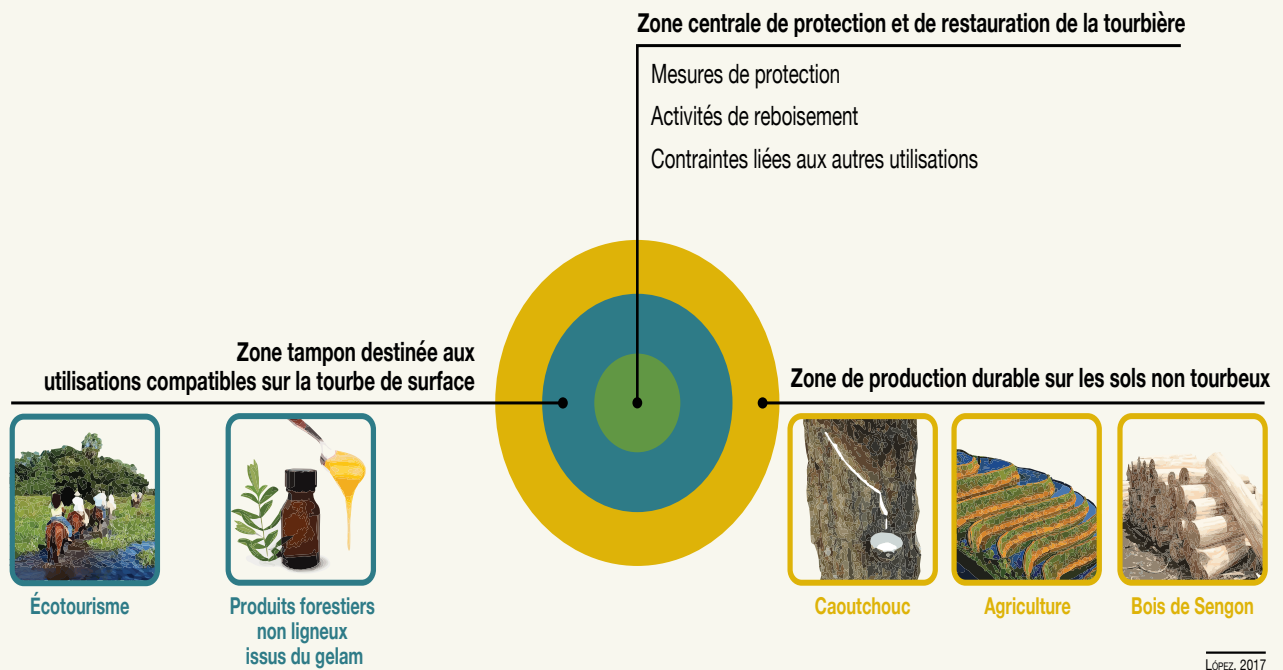 Zone centrale de protection et de restauration de la tourbière
Mesures de protection
Activités de reboisement
Contraintes liées aux autres utilisations
Zone tampon destinée aux
utilisations compatibles sur la tourbe de surface
Zone de production durable sur les sols non tourbeux
Écotourisme
Produits forestiers
non ligneux
issus du gelam
Caoutchouc
Agriculture
Bois de Sengon
LÓPEZ, 2017